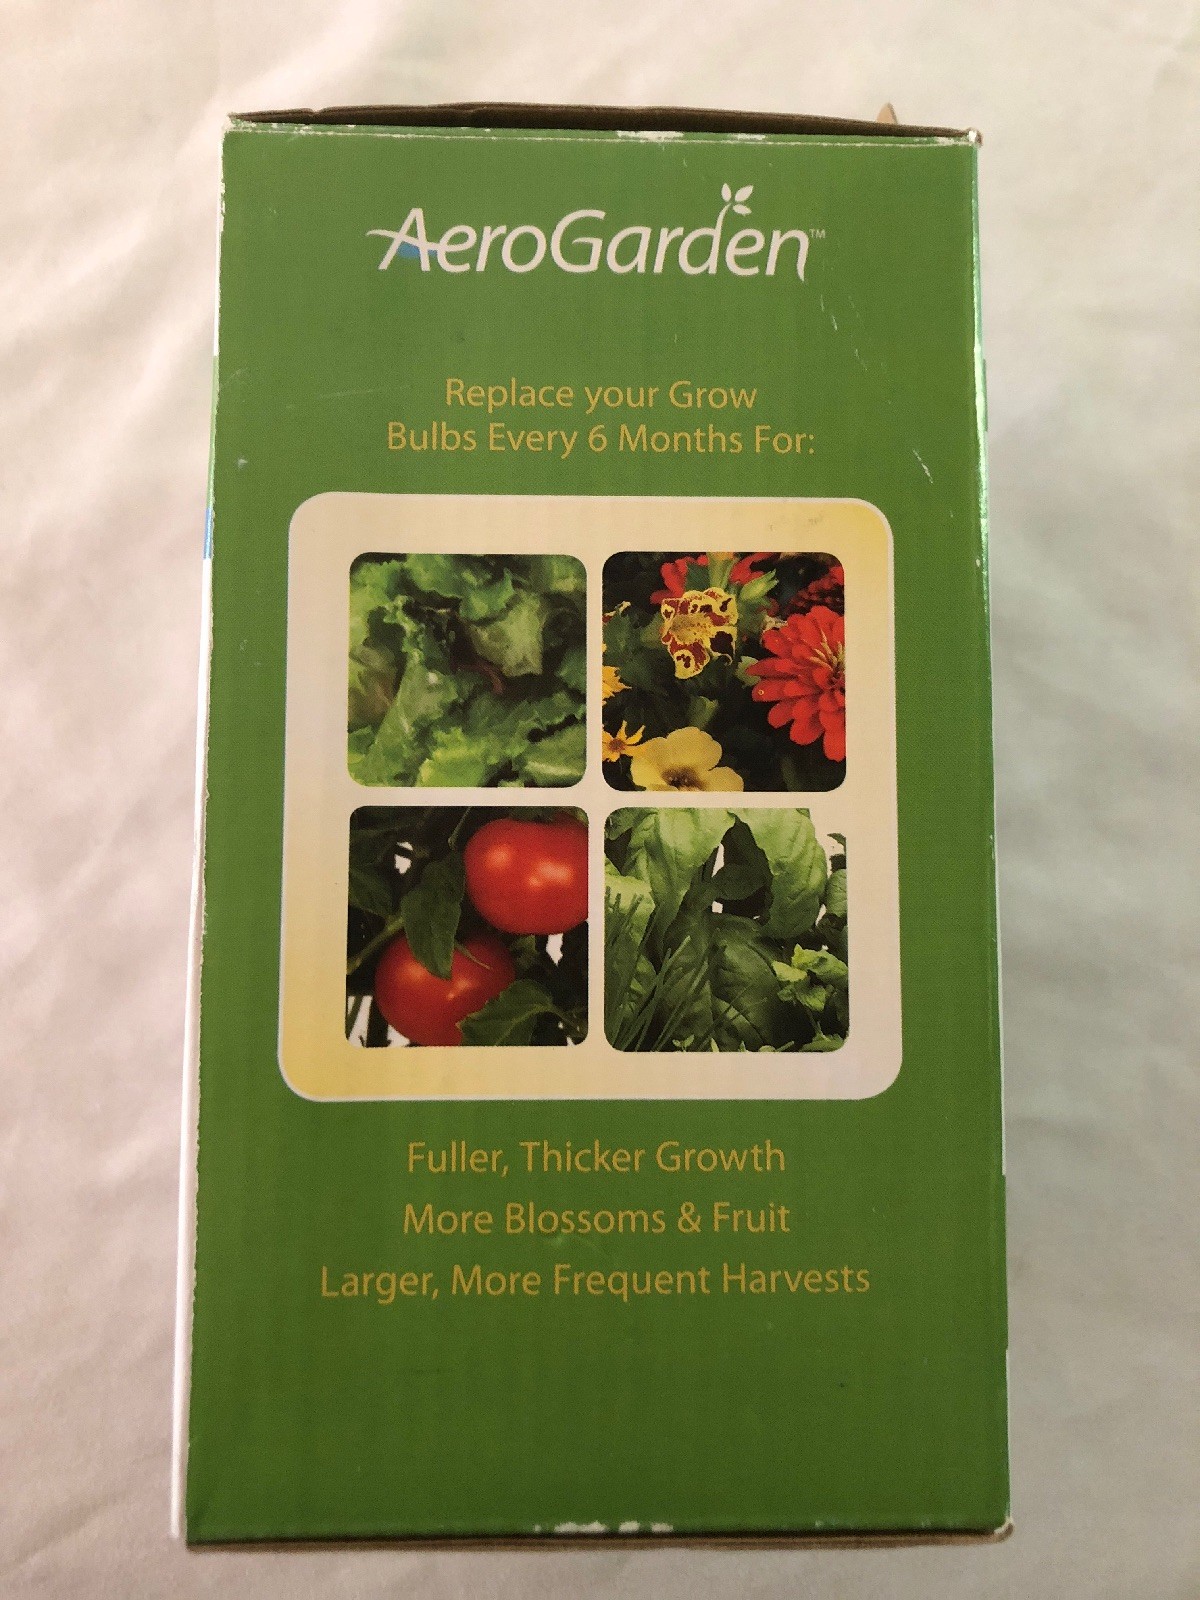 AeroGarden™
Replace your Grow
Bulbs Every 6 Months For:
Fuller, Thicker Growth
More Blossoms & Fruit
Larger, More Frequent Harvests